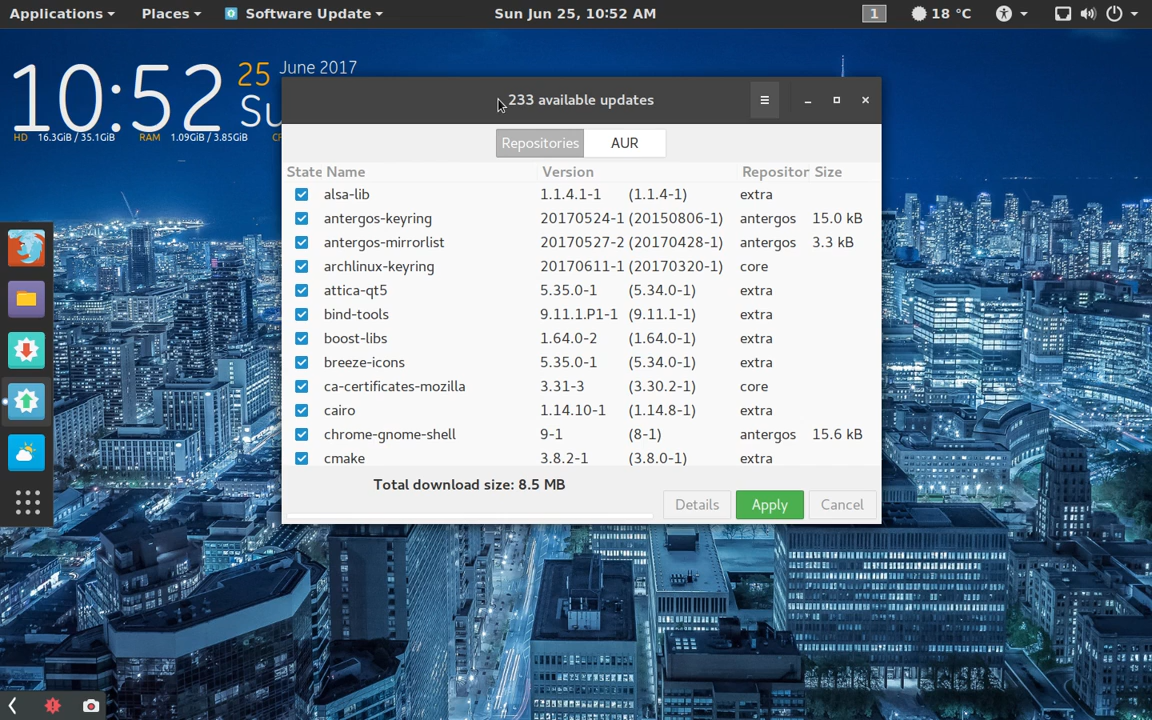 Applications Places Software Update Sun Jun 25, 10:52 AM 1 18 °C
10:52 25 June 2017
Su
HD 16.3GiB / 35.1GiB RAM 1.09GiB / 3.85GiB
233 available updates
Repositories AUR
State Name Version Repositor Size
alsa-lib 1.1.4.1-1 (1.1.4-1) extra
antergos-keyring 20170524-1 (20150806-1) antergos 15.0 kB
antergos-mirrorlist 20170527-2 (20170428-1) antergos 3.3 kB
archlinux-keyring 20170611-1 (20170320-1) core
attica-qt5 5.35.0-1 (5.34.0-1) extra
bind-tools 9.11.1.P1-1 (9.11.1-1) extra
boost-libs 1.64.0-2 (1.64.0-1) extra
breeze-icons 5.35.0-1 (5.34.0-1) extra
ca-certificates-mozilla 3.31-3 (3.30.2-1) core
cairo 1.14.10-1 (1.14.8-1) extra
chrome-gnome-shell 9-1 (8-1) antergos 15.6 kB
cmake 3.8.2-1 (3.8.0-1) extra
Total download size: 8.5 MB
Details Apply Cancel